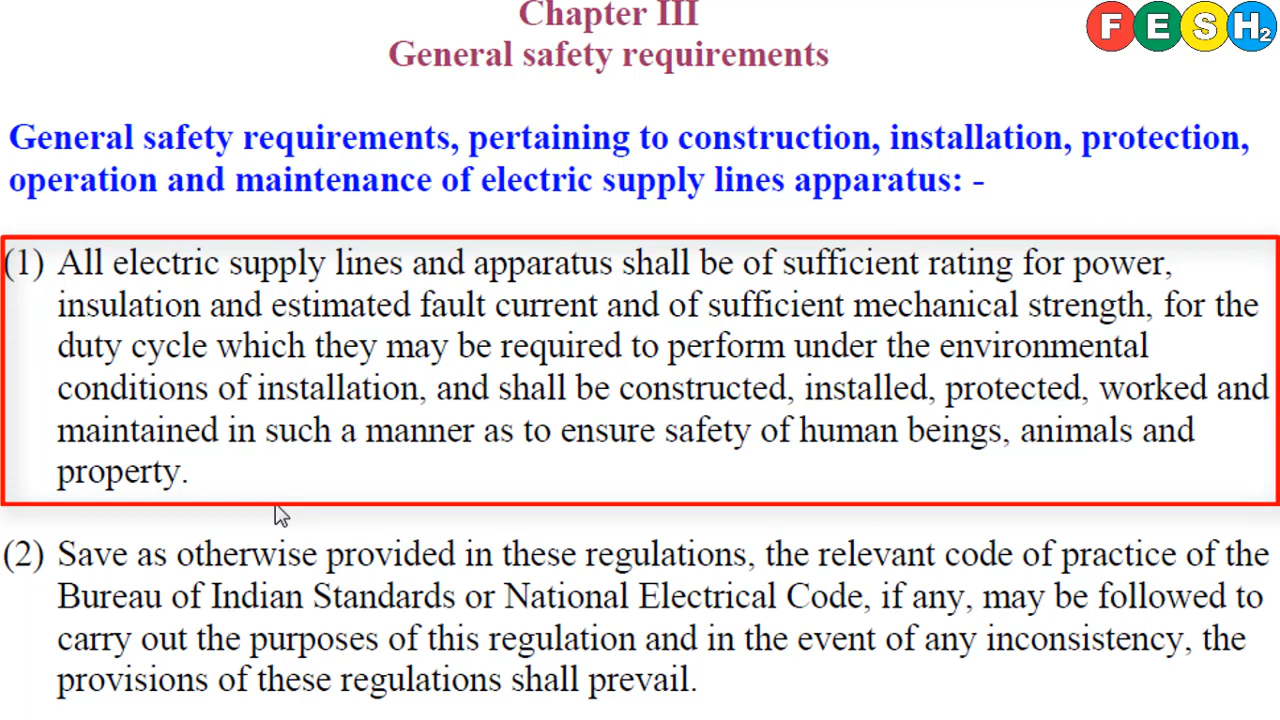 Chapter III
F E S H2
General safety requirements
General safety requirements, pertaining to construction, installation, protection,
operation and maintenance of electric supply lines apparatus: -
(1) All electric supply lines and apparatus shall be of sufficient rating for power,
insulation and estimated fault current and of sufficient mechanical strength, for the
duty cycle which they may be required to perform under the environmental
conditions of installation, and shall be constructed, installed, protected, worked and
maintained in such a manner as to ensure safety of human beings, animals and
property.
(2) Save as otherwise provided in these regulations, the relevant code of practice of the
Bureau of Indian Standards or National Electrical Code, if any, may be followed to
carry out the purposes of this regulation and in the event of any inconsistency, the
provisions of these regulations shall prevail.